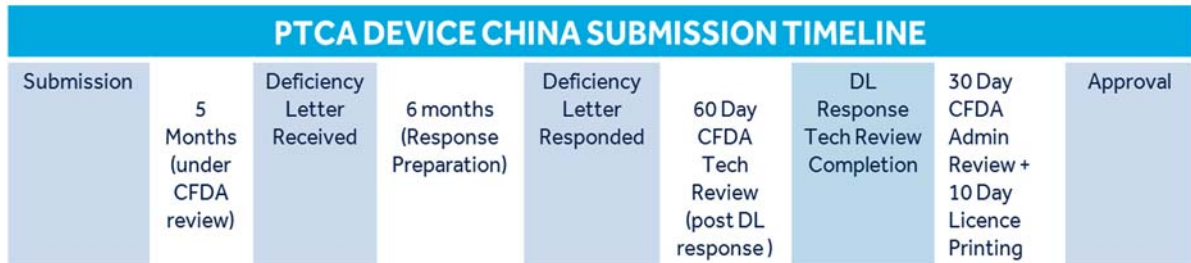 PTCA DEVICE CHINA SUBMISSION TIMELINE
Submission
5
Months
(under
CFDA
review)
Deficiency
Letter
Received
6 months
(Response
Preparation)
Deficiency
Letter
Responded
60 Day
CFDA
Tech
Review
(post DL
response)
DL
Response
Tech Review
Completion
30 Day
CFDA
Admin
Review +
10 Day
Licence
Printing
Approval